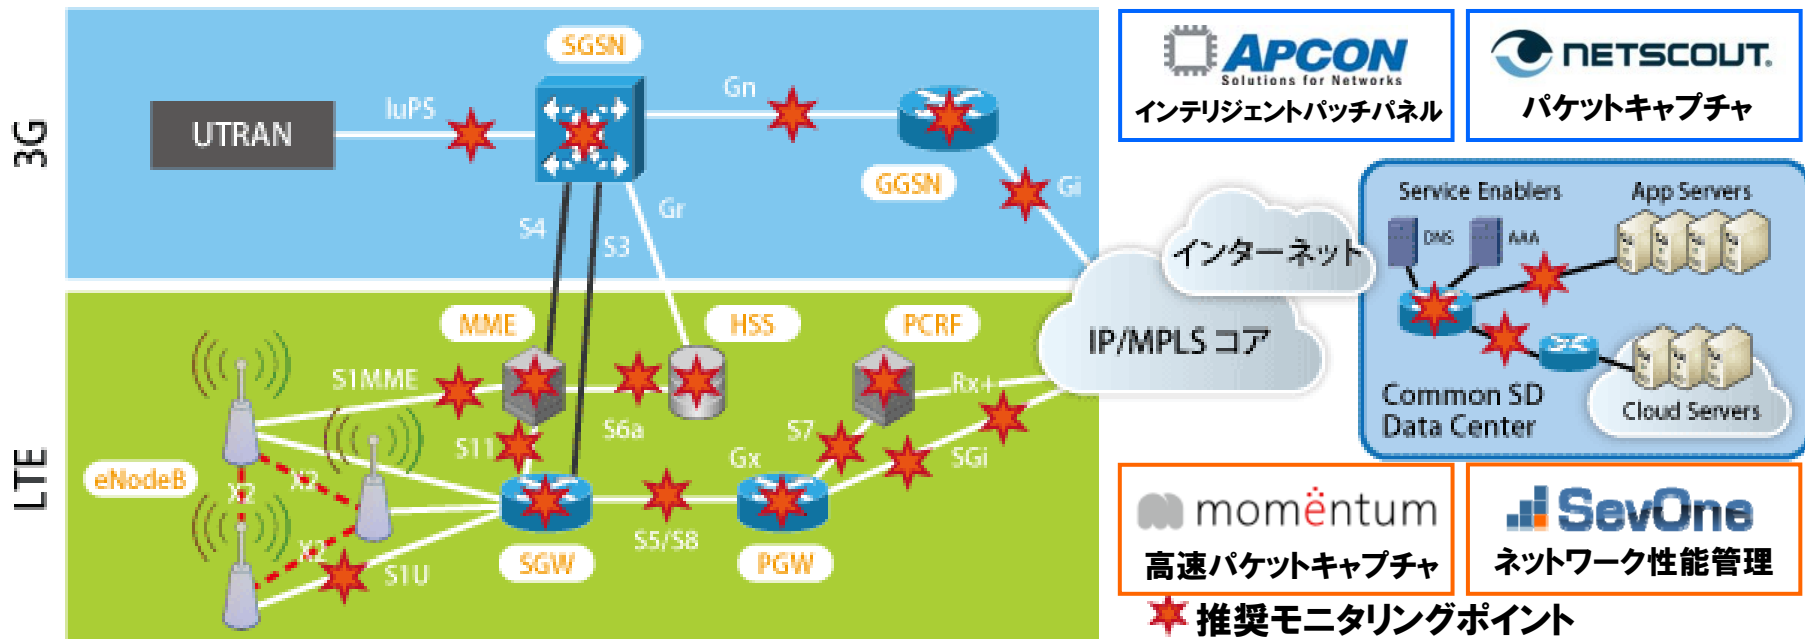 3G
SGSN
UTRAN
IuPS
Gn
GGSN
Gi
S4
S3
Gr
LTE
MME
HSS
PCRF
S1MME
S6a
S11
S7
Rx+
SGi
Gx
eNodeB
X2
X2
X2
S1U
SGW
S5/S8
PGW
インターネット
IP/MPLS コア
APCON
Solutions for Networks
インテリジェントパッチパネル
NETSCOUT.
パケットキャプチャ
Service Enablers
App Servers
DNS
AAA
Common SD
Data Center
Cloud Servers
momëntum
高速パケットキャプチャ
SevOne
ネットワーク性能管理
推奨モニタリングポイント